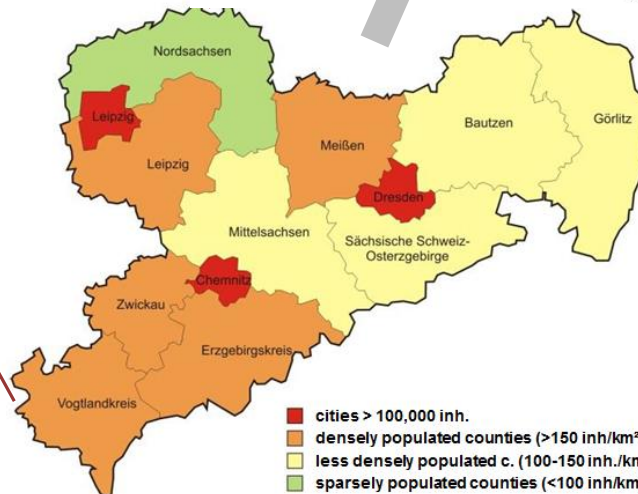 Nordsachsen
Leipzig
Leipzig
Meißen
Bautzen
Görlitz
Dresden
Mittelsachsen
Sächsische Schweiz-
Osterzgebirge
Chemnitz
Zwickau
Erzgebirgskreis
Vogtlandkreis
cities > 100,000 inh.
densely populated counties (>150 inh/km²
less densely populated c. (100-150 inh./km
sparsely populated counties (<100 inh/km